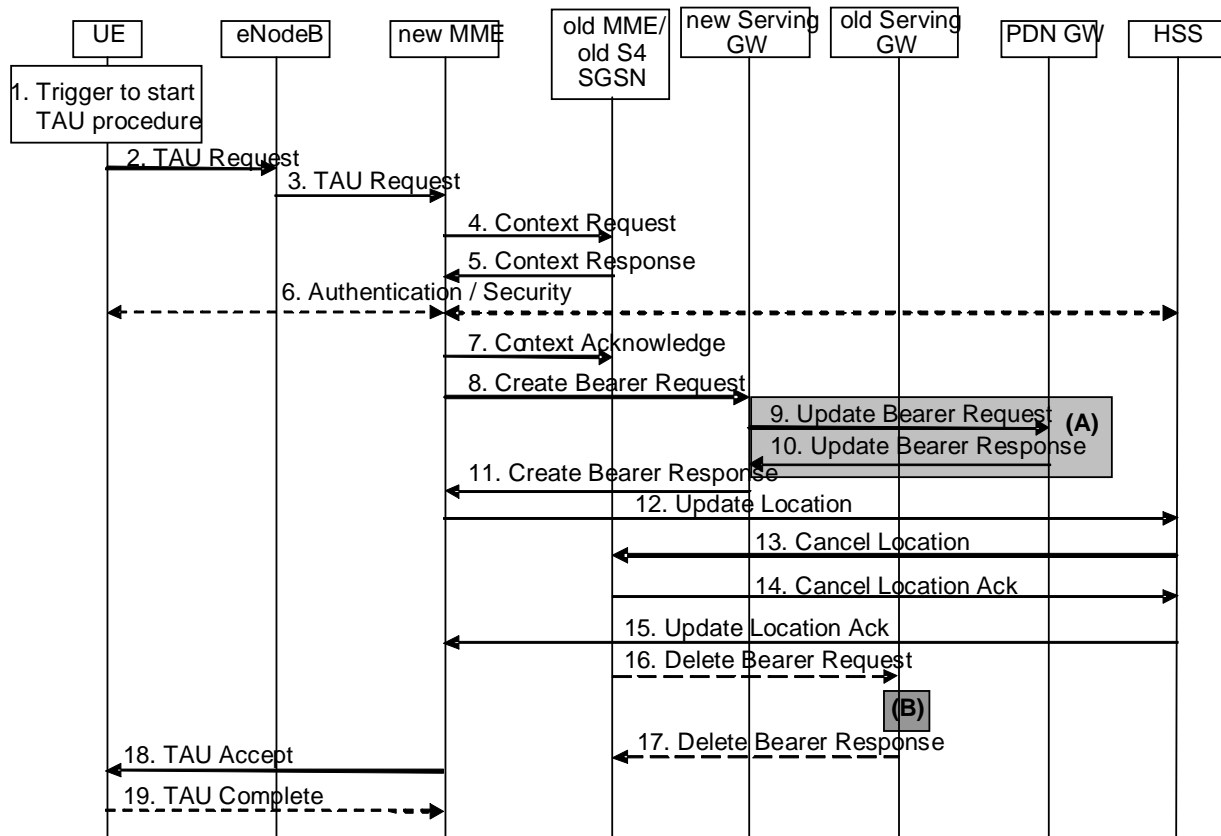 UE
eNodeB
new MME
old MME/
old S4
SGSN
new Serving
GW
old Serving
GW
PDN GW
HSS
1. Trigger to start
TAU procedure
2. TAU Request
3. TAU Request
4. Context Request
5. Context Response
6. Authentication / Security
7. Context Acknowledge
8. Create Bearer Request
9. Update Bearer Request
(A)
10. Update Bearer Response
11. Create Bearer Response
12. Update Location
13. Cancel Location
14. Cancel Location Ack
15. Update Location Ack
16. Delete Bearer Request
(B)
17. Delete Bearer Response
18. TAU Accept
19. TAU Complete